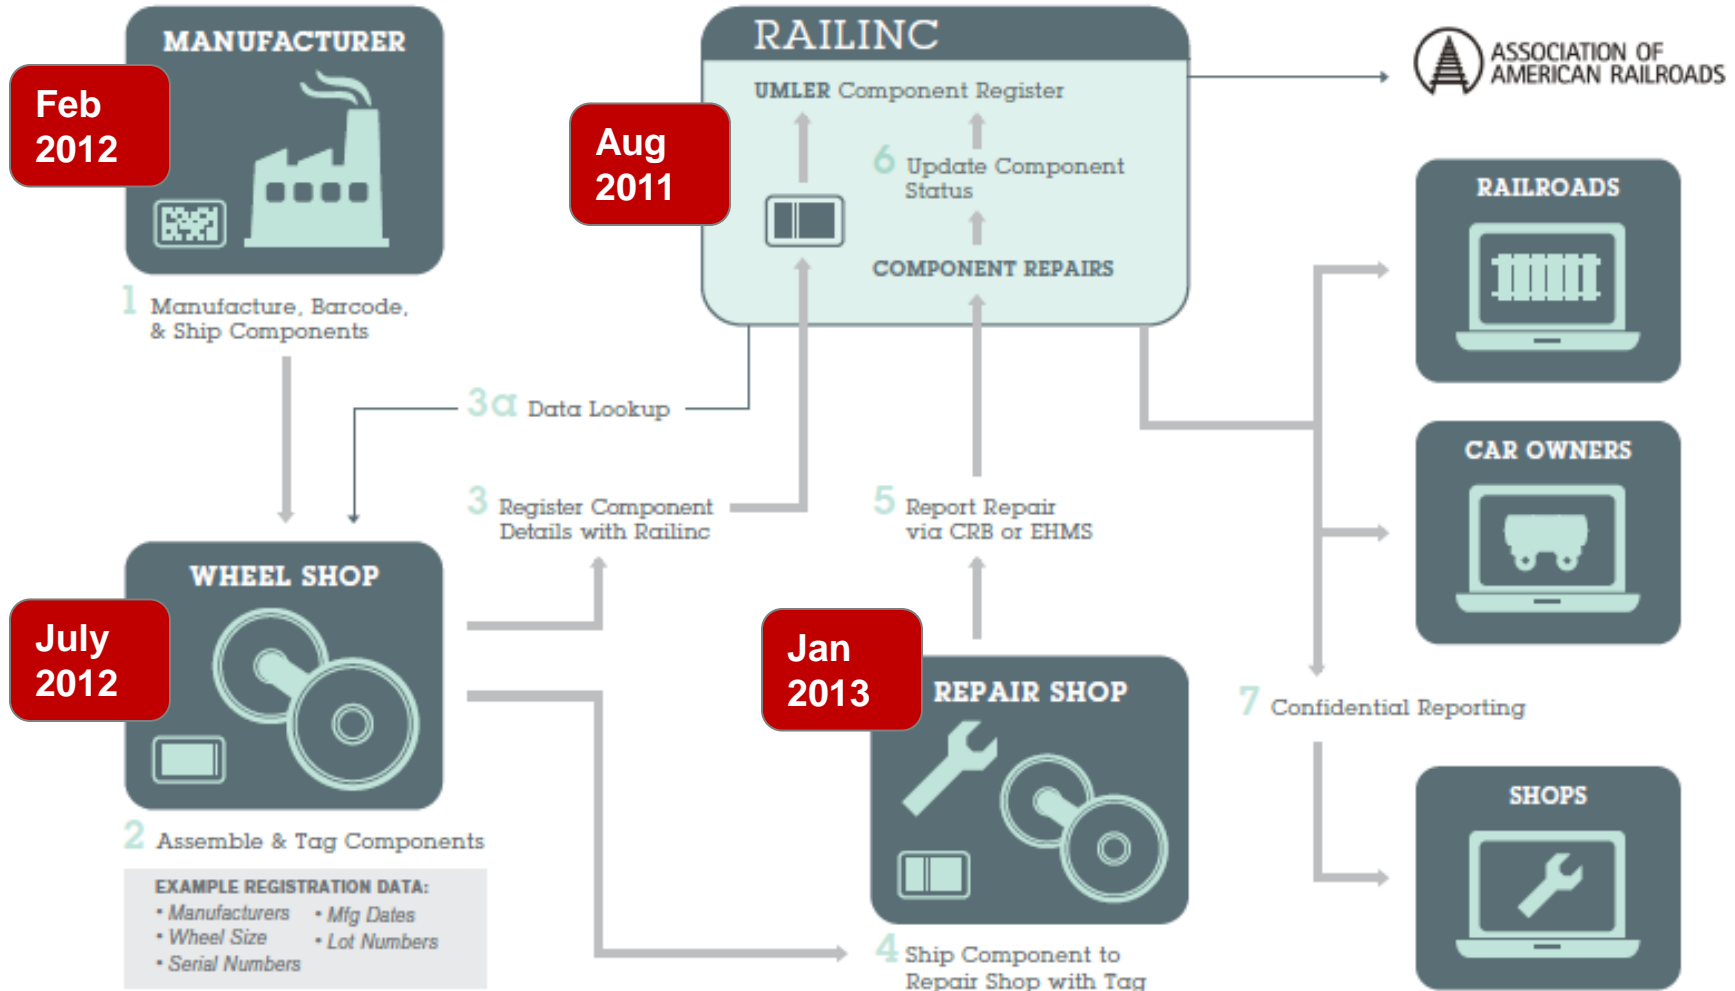 MANUFACTURER
Feb
2012
1 Manufacture, Barcode,
& Ship Components
RAILINC
UMLER Component Register
Aug
2011
6 Update Component
Status
COMPONENT REPAIRS
ASSOCIATION OF
AMERICAN RAILROADS
RAILROADS
3a Data Lookup
CAR OWNERS
3 Register Component
Details with Railinc
5 Report Repair
via CRB or EHMS
WHEEL SHOP
July
2012
2 Assemble & Tag Components
EXAMPLE REGISTRATION DATA:
• Manufacturers • Mfg Dates
• Wheel Size • Lot Numbers
• Serial Numbers
Jan
2013
REPAIR SHOP
4 Ship Component to
Repair Shop with Tag
7 Confidential Reporting
SHOPS